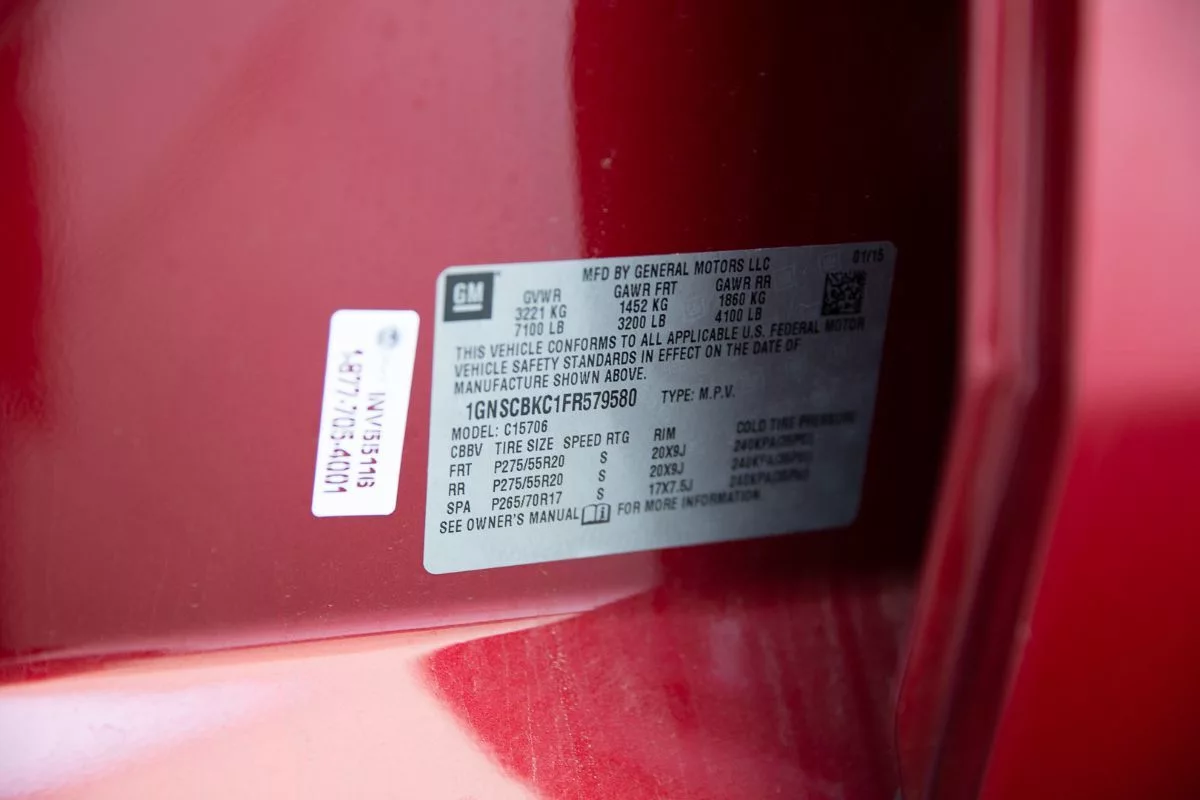 GM
MFD BY GENERAL MOTORS LLC
01/15
GVWR GAWR FRT GAWR RR
3221 KG 1452 KG 1860 KG
7100 LB 3200 LB 4100 LB
THIS VEHICLE CONFORMS TO ALL APPLICABLE U.S. FEDERAL MOTOR
VEHICLE SAFETY STANDARDS IN EFFECT ON THE DATE OF
MANUFACTURE SHOWN ABOVE.
1GNSCBKC1FR579580 TYPE: M.P.V.
MODEL: C15706
CBBV TIRE SIZE SPEED RTG RIM COLD TIRE PRESSURE
FRT P275/55R20 S 20X9J
RR P275/55R20 S 20X9J
SPA P265/70R17 S 17X7.5J
SEE OWNER'S MANUAL FOR MORE INFORMATION
1-877-705-4001